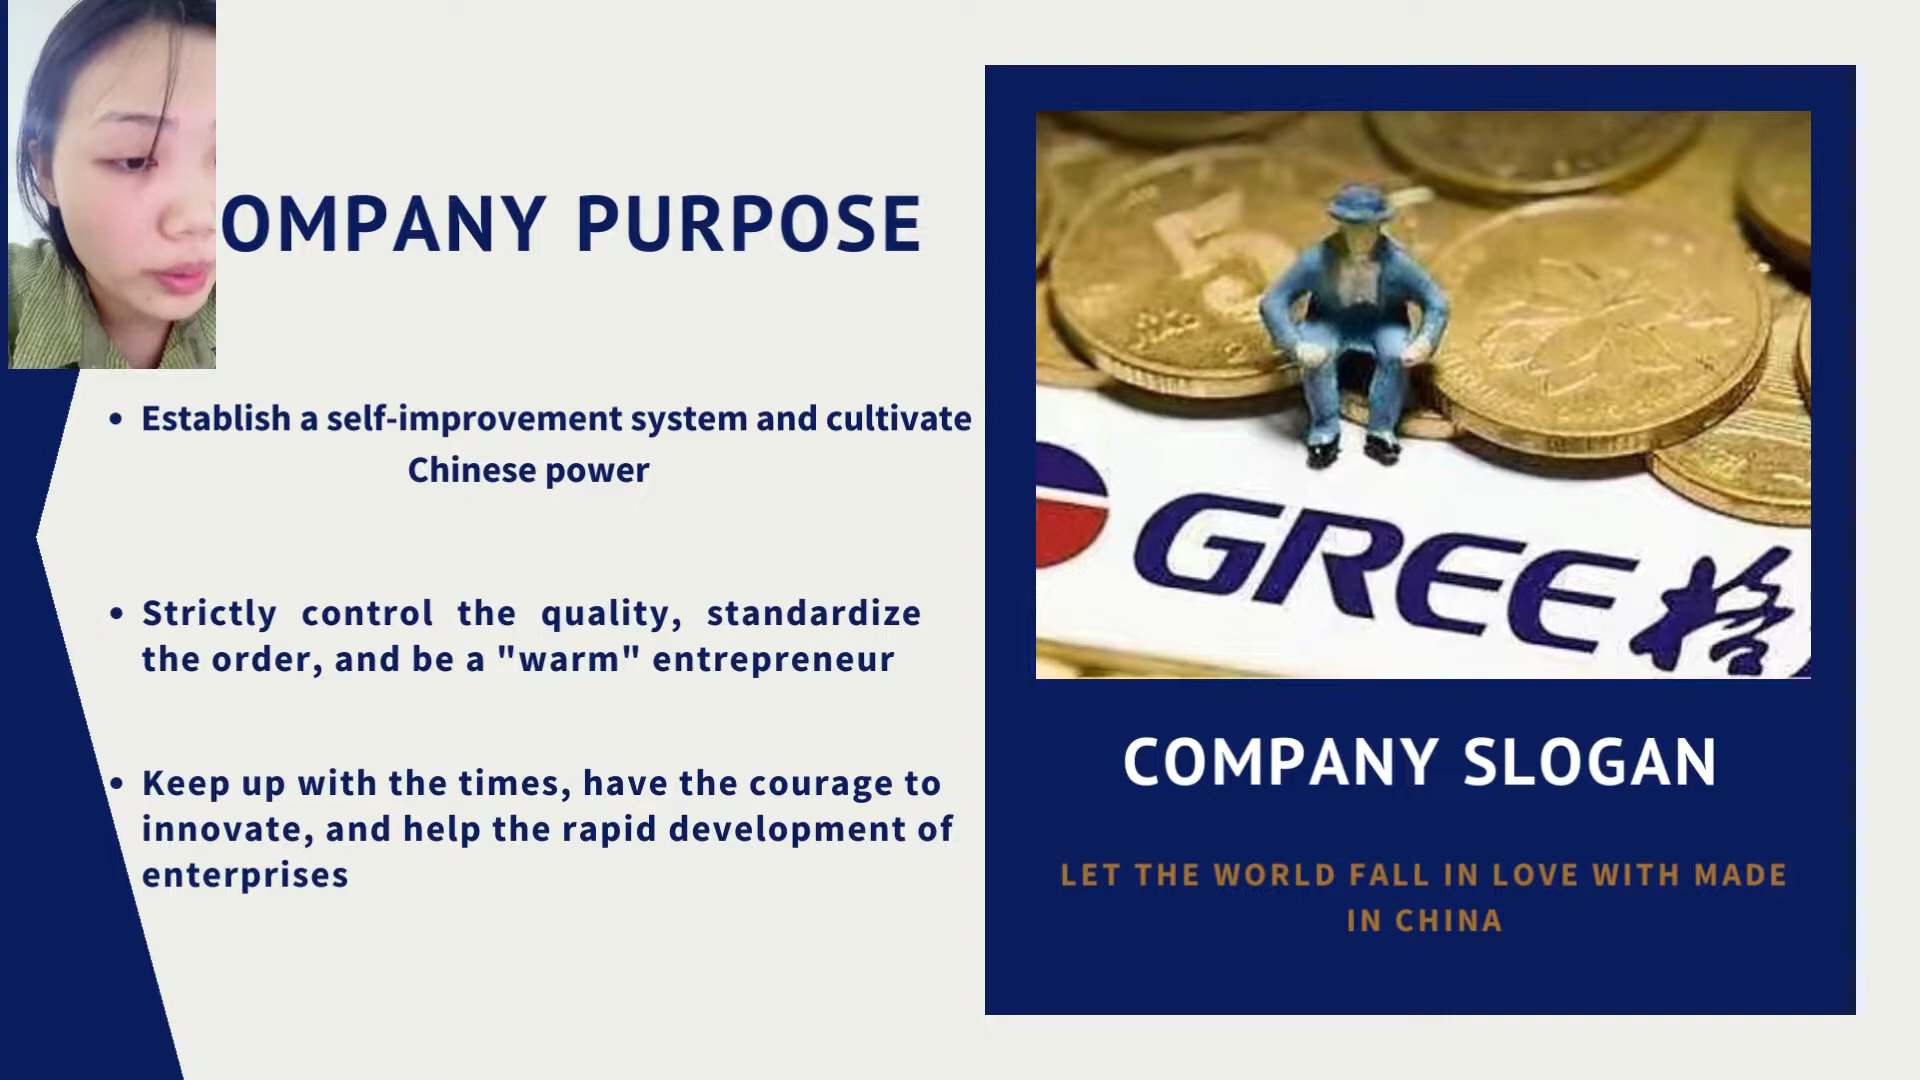 OMPANY PURPOSE
• Establish a self-improvement system and cultivate
Chinese power
• Strictly control the quality, standardize
the order, and be a "warm" entrepreneur
• Keep up with the times, have the courage to
innovate, and help the rapid development of
enterprises
5
GREE 格
COMPANY SLOGAN
LET THE WORLD FALL IN LOVE WITH MADE
IN CHINA